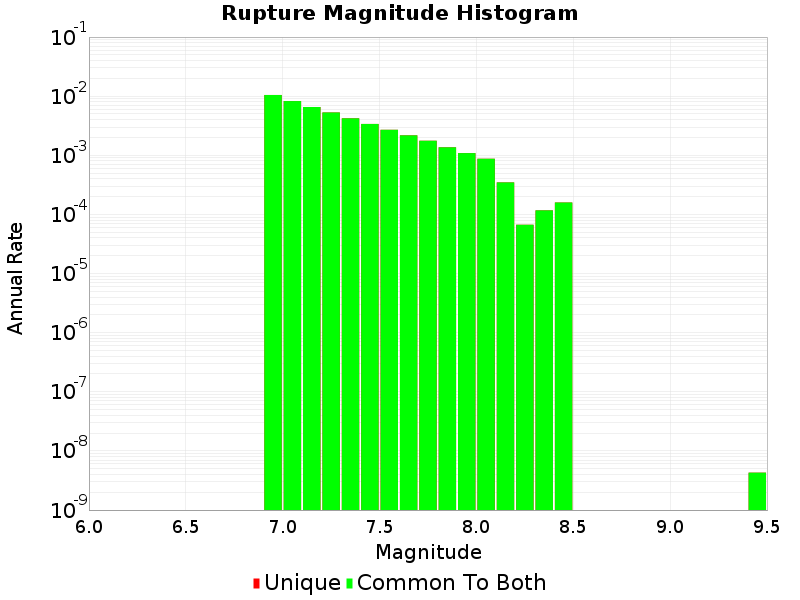 Rupture Magnitude Histogram
10^-1
10^-2
10^-3
10^-4
10^-5
10^-6
10^-7
10^-8
10^-9
Annual Rate
6.0 6.5 7.0 7.5 8.0 8.5 9.0 9.5
Magnitude
Unique Common To Both